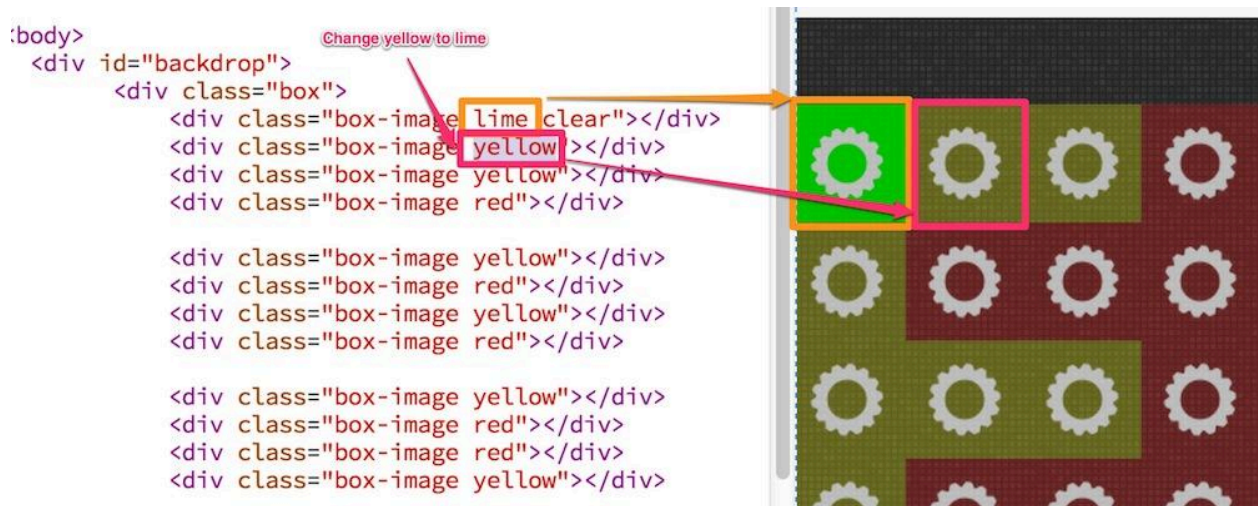 Change yellow to lime
<body>
<div id="backdrop">
<div class="box">
<div class="box-image lime clear"></div>
<div class="box-image yellow"></div>
<div class="box-image yellow"></div>
<div class="box-image red"></div>
<div class="box-image yellow"></div>
<div class="box-image red"></div>
<div class="box-image yellow"></div>
<div class="box-image red"></div>
<div class="box-image yellow"></div>
<div class="box-image red"></div>
<div class="box-image red"></div>
<div class="box-image yellow"></div>